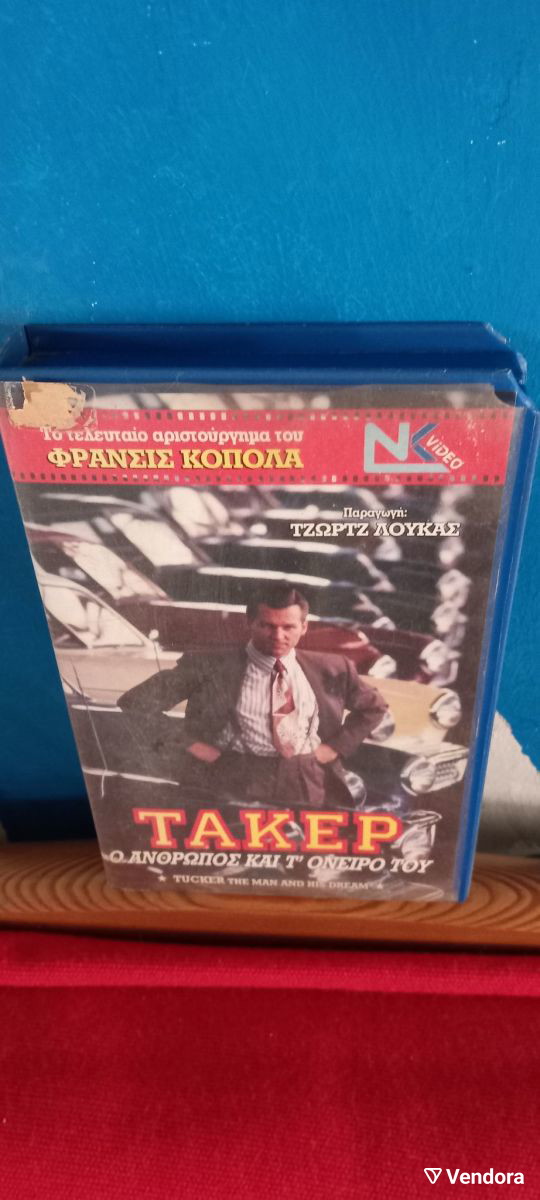 Το τελευταίο αριστούργημα του
ΦΡΑΝΣΙΣ ΚΟΠΟΛΑ
NK VIDEO
Παραγωγή:
ΤΖΩΡΤΖ ΛΟΥΚΑΣ
ΤΑΚΕΡ
Ο ΑΝΘΡΩΠΟΣ ΚΑΙ Τ' ΟΝΕΙΡΟ ΤΟΥ
★ TUCKER THE MAN AND HIS DREAM ★
Vendora